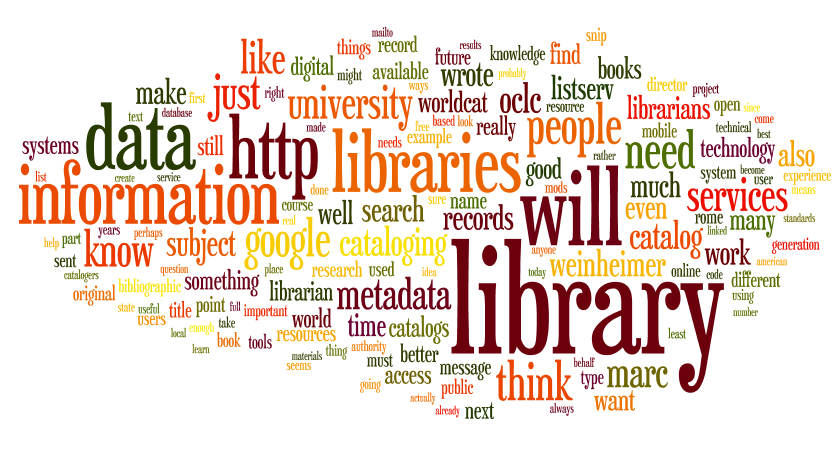 mailto
snip
things
record
results
like
future
knowledge
find
digital
might
available
wrote
probably
books
make
first
just
right
ways
listserv
director
project
text
database
university
worldcat
oclc
resource
librarians
open
since
data
http
made
free
based
look
really
people
mobile
technical
come
best
systems
still
needs
example
libraries
rather
need
technology
also
list
create
service
good
system
become
user
experience
information
done
sure
name
mods
will
much
services
means
course
well
search
records
even
rome
many
standards
real
linked
years
perhaps
help
part
know
subject
google
cataloging
anyone
catalog
work
generation
sent
catalogers
question
place
research
used
idea
library
today
weinheimer
online
code
american
different
original
bibliographic
something
librarian
metadata
using
number
state
useful
users
title
point
full
important
world
time
catalogs
least
local
enough
take
book
tools
resources
learn
materials
thing
authority
seems
must
better
going
access
message
think
behalf
type
marc
actually
public
already
next
always
want